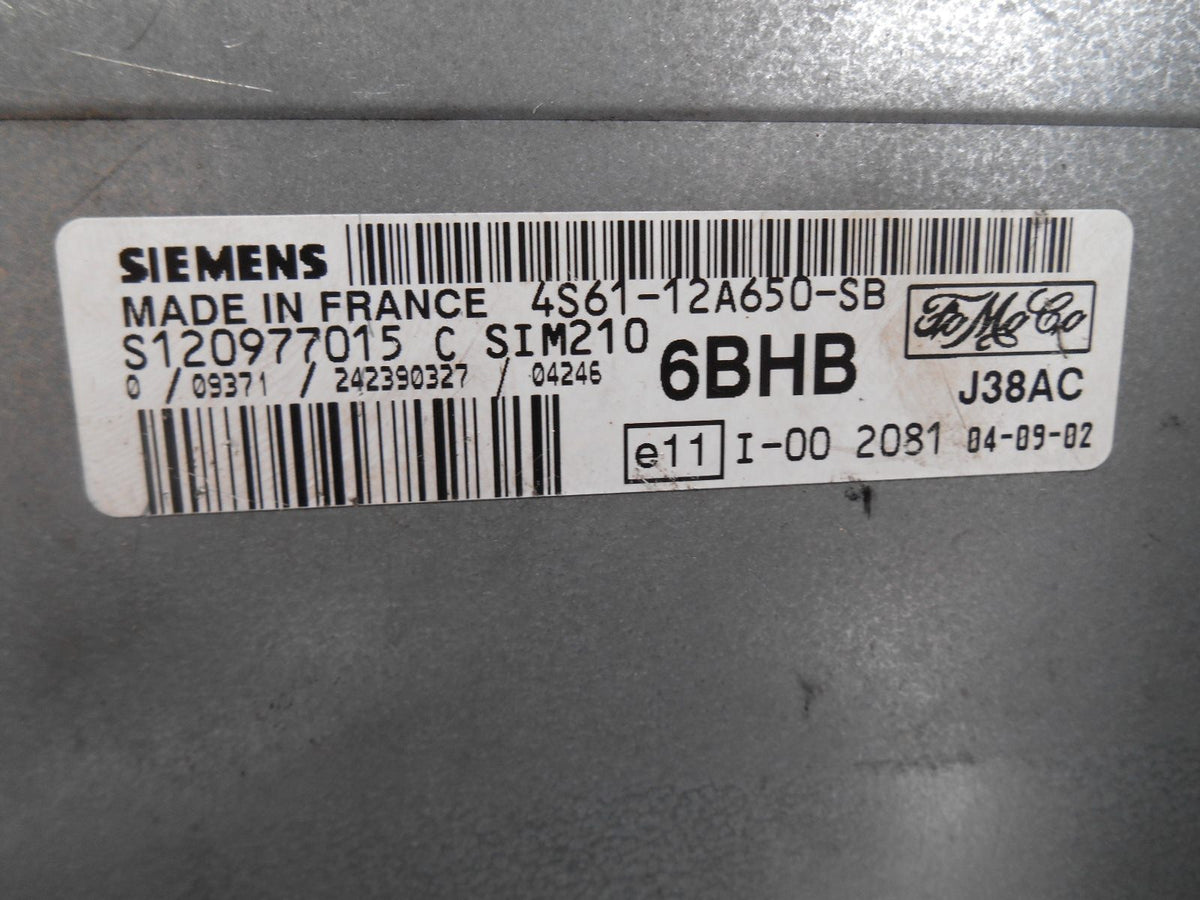 SIEMENS
MADE IN FRANCE 4S61-12A650-SB
FoMoCo
S120977015 C SIM210
6BHB
0 / 09371 / 242390327 / 04246
J38AC
e11 I-00 2081 04-09-02